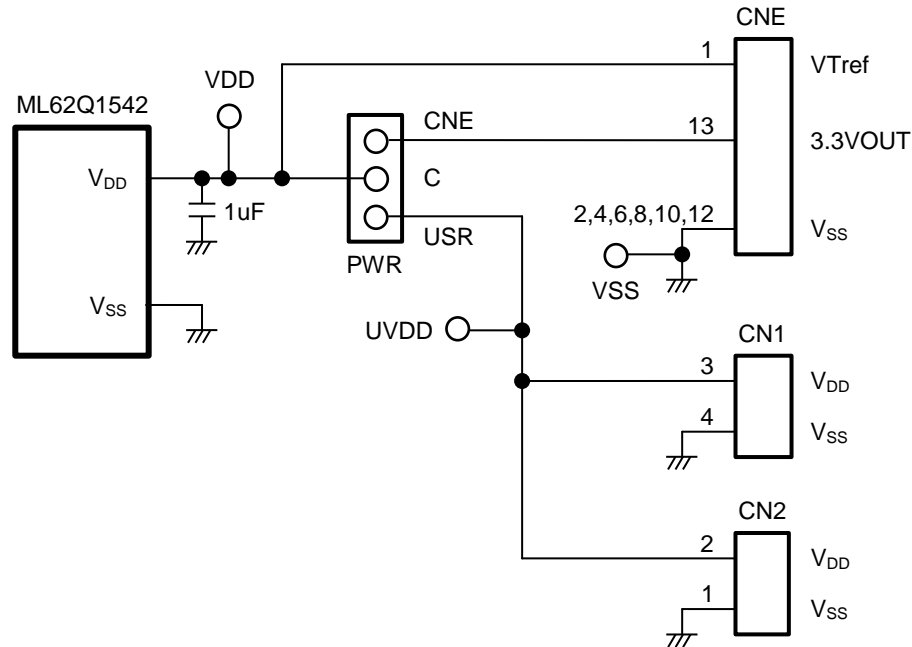 CNE
1
VTref
VDD
ML62Q1542
CNE
13
3.3VOUT
VDD
C
1uF
2,4,6,8,10,12
VSS
USR
PWR
VSS
VSS
UVDD
CN1
3
VDD
4
VSS
CN2
2
VDD
1
VSS